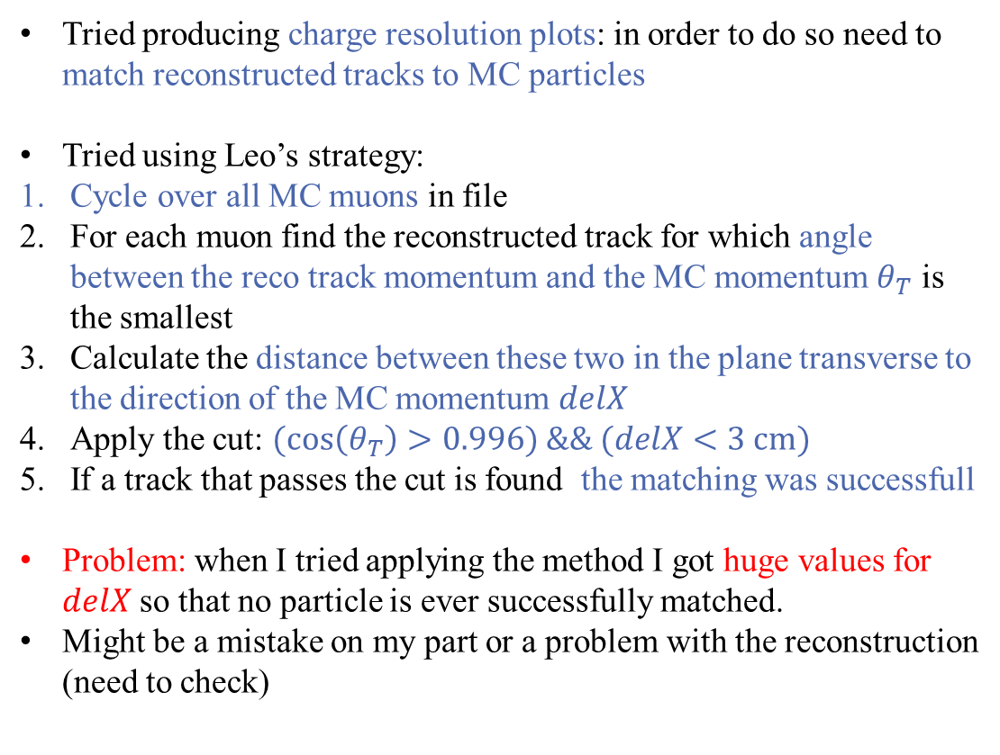 • Tried producing charge resolution plots: in order to do so need to
match reconstructed tracks to MC particles
• Tried using Leo’s strategy:
1. Cycle over all MC muons in file
2. For each muon find the reconstructed track for which angle
between the reco track momentum and the MC momentum 𝜃𝑇 is
the smallest
3. Calculate the distance between these two in the plane transverse to
the direction of the MC momentum 𝑑𝑒𝑙𝑋
4. Apply the cut: (cos(𝜃𝑇) > 0.996) && (𝑑𝑒𝑙𝑋 < 3 cm)
5. If a track that passes the cut is found the matching was successfull
• Problem: when I tried applying the method I got huge values for
𝑑𝑒𝑙𝑋 so that no particle is ever successfully matched.
• Might be a mistake on my part or a problem with the reconstruction
(need to check)